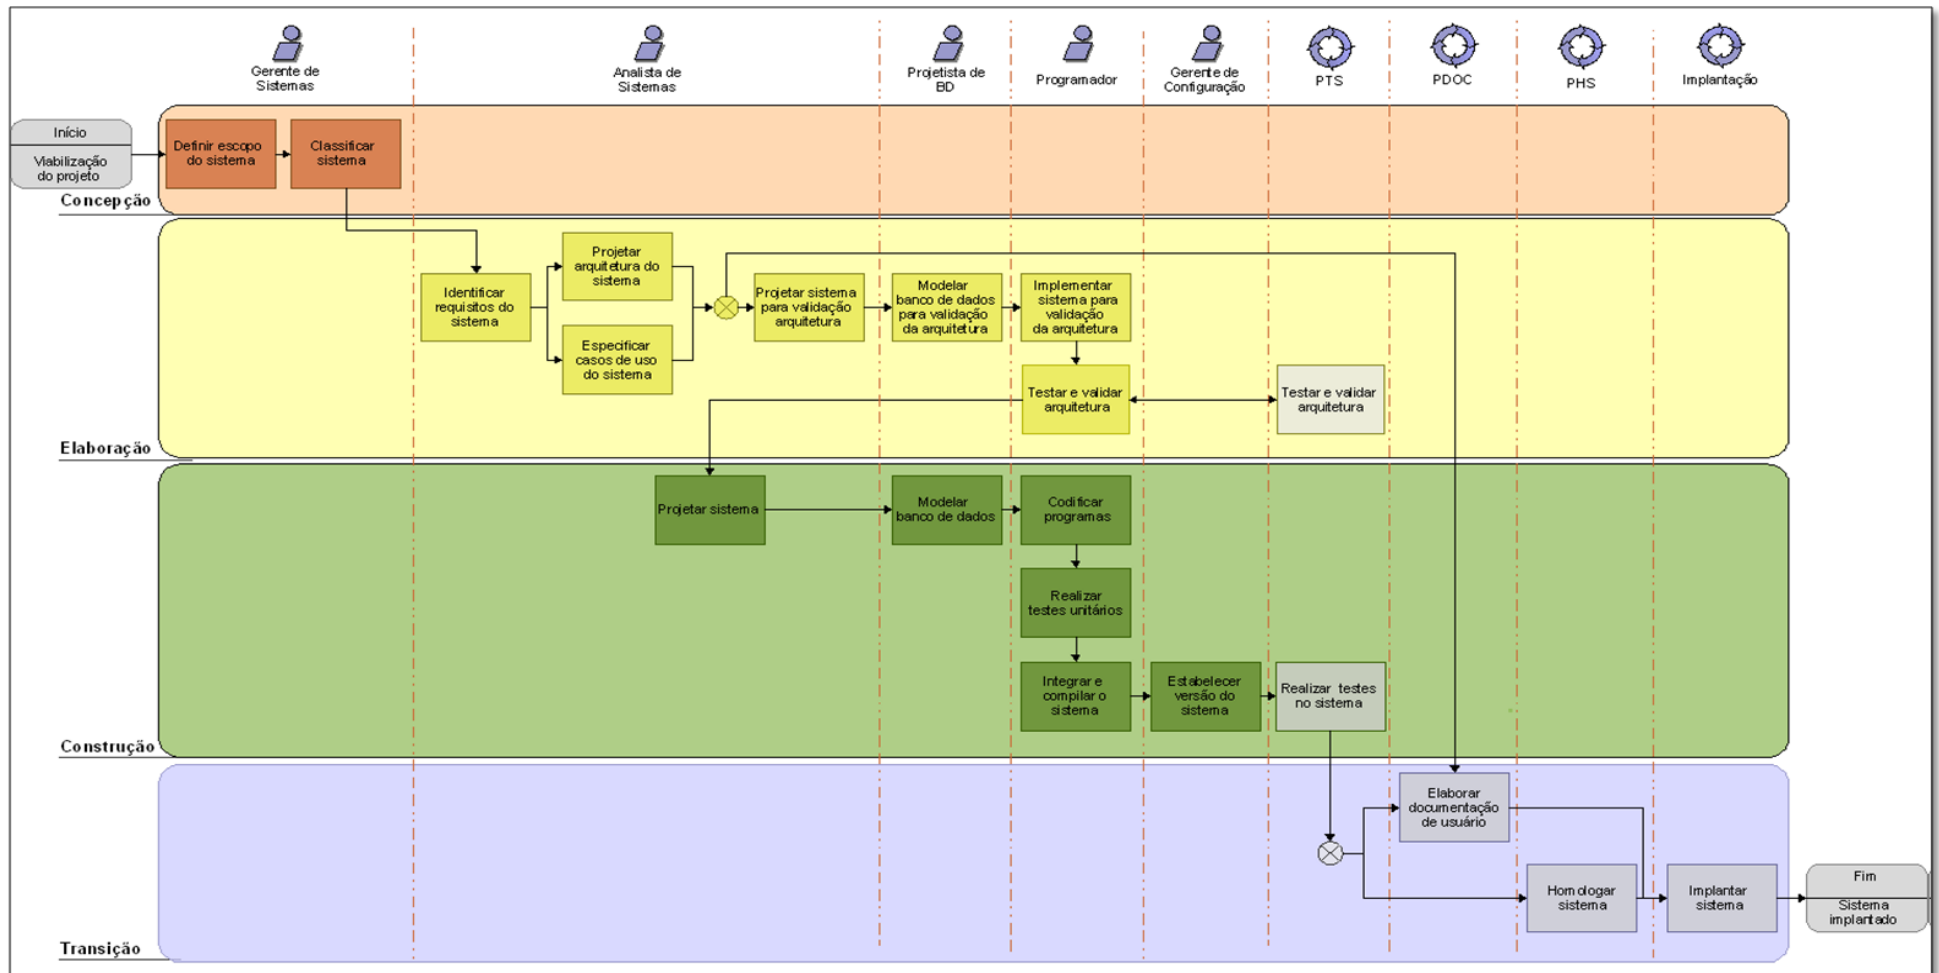 Gerente de
Sistemas
Analista de
Sistemas
Projetista de
BD
Programador
Gerente de
Configuração
PTS
PDOC
PHS
Implantação
Início
Viabilização
do projeto
Definir escopo
do sistema
Classificar
sistema
Concepção
Identificar
requisitos do
sistema
Projetar
arquitetura do
sistema
Especificar
casos de uso
do sistema
Projetar sistema
para validação
arquitetura
Modelar
banco de dados
para validação
da arquitetura
Implementar
sistema para
validação
da arquitetura
Testar e validar
arquitetura
Testar e validar
arquitetura
Elaboração
Projetar sistema
Modelar
banco de dados
Codificar
programas
Realizar
testes unitários
Integrar e
compilar o
sistema
Estabelecer
versão do
sistema
Realizar testes
no sistema
Construção
Elaborar
documentação
de usuário
Homologar
sistema
Implantar
sistema
Fim
Sistema
implantado
Transição